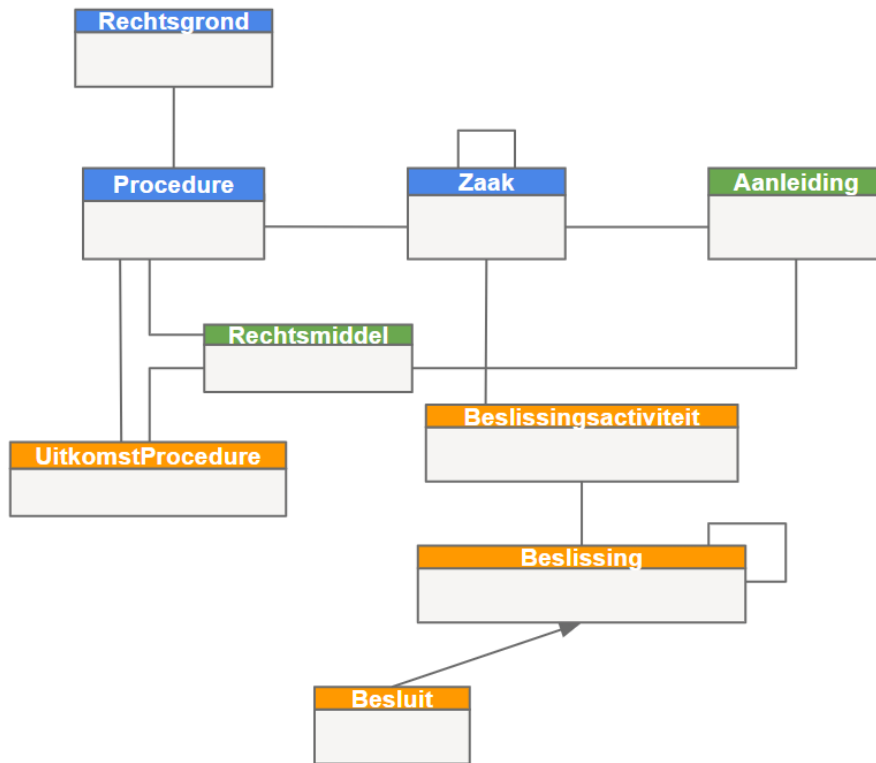 Rechtsgrond
Procedure
Zaak
Aanleiding
Rechtsmiddel
Beslissingsactiviteit
UitkomstProcedure
Beslissing
Besluit